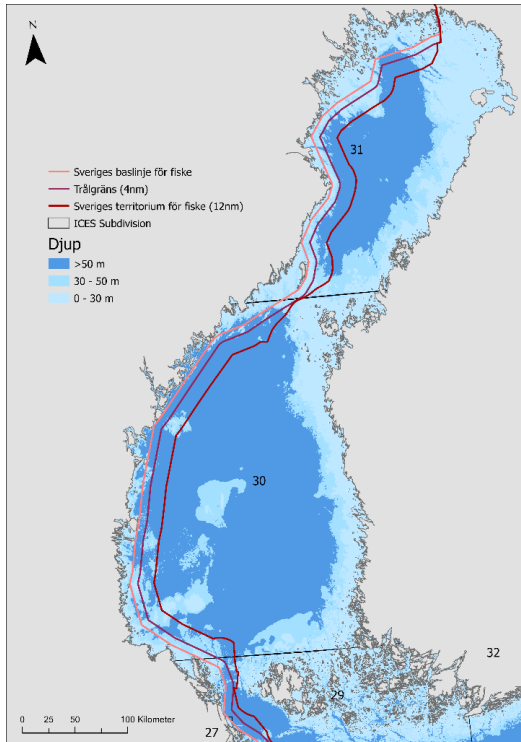 N
31
Sveriges baslinje för fiske
Trålgräns (4nm)
Sveriges territorium för fiske (12nm)
ICES Subdivision
Djup
>50 m
30 - 50 m
0 - 30 m
30
32
29
27
0 25 50 100 Kilometer